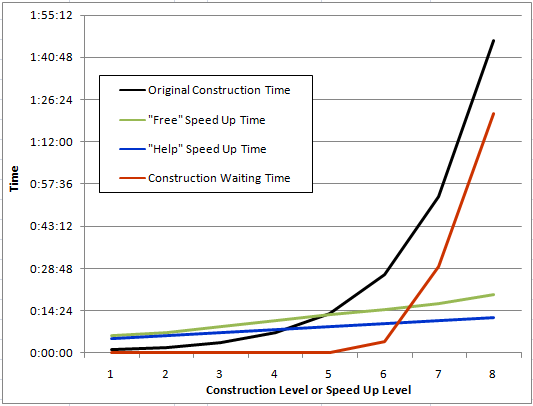 1:55:12
1:40:48
1:26:24
1:12:00
0:57:36
0:43:12
0:28:48
0:14:24
0:00:00
Time
Original Construction Time
"Free" Speed Up Time
"Help" Speed Up Time
Construction Waiting Time
1 2 3 4 5 6 7 8
Construction Level or Speed Up Level